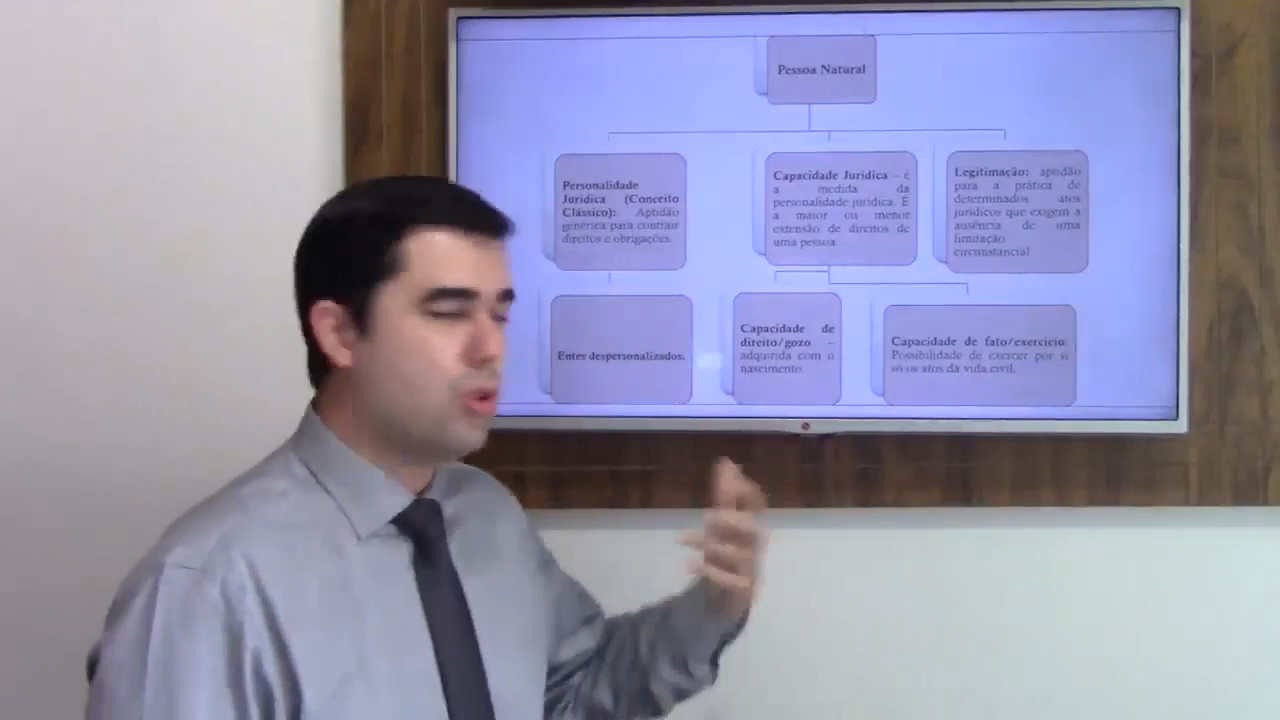 Pessoa Natural
Personalidade
Jurídica (Conceito
Clássico): Aptidão
genérica para contrair
direitos e obrigações.
Capacidade Jurídica – é
a medida da
personalidade jurídica. É
a maior ou menor
extensão de direitos de
uma pessoa
Legitimação: aptidão
para a prática de
determinados atos
jurídicos que exigem a
ausência de uma
limitação
circunstancial
Entes despersonalizados.
Capacidade de
direito/gozo –
adquirida com o
nascimento.
Capacidade de fato/exercício:
Possibilidade de exercer por si
só os atos da vida civil.